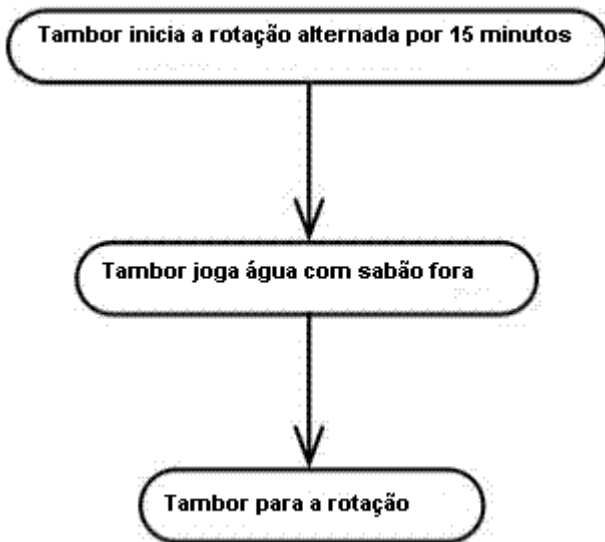 Tambor inicia a rotação alternada por 15 minutos
Tambor joga água com sabão fora
Tambor para a rotação